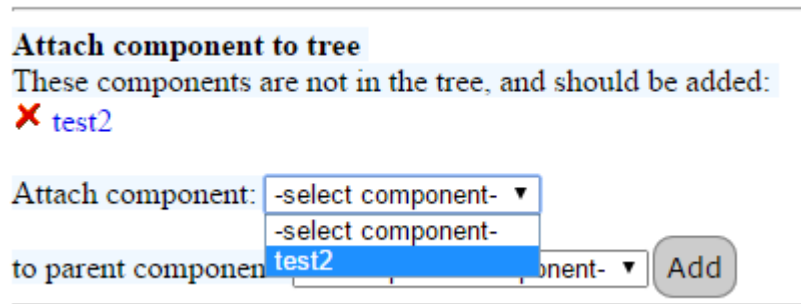 Attach component to tree
These components are not in the tree, and should be added:
test2
Attach component: -select component-
-select component-
test2
to parent componen onent- Add